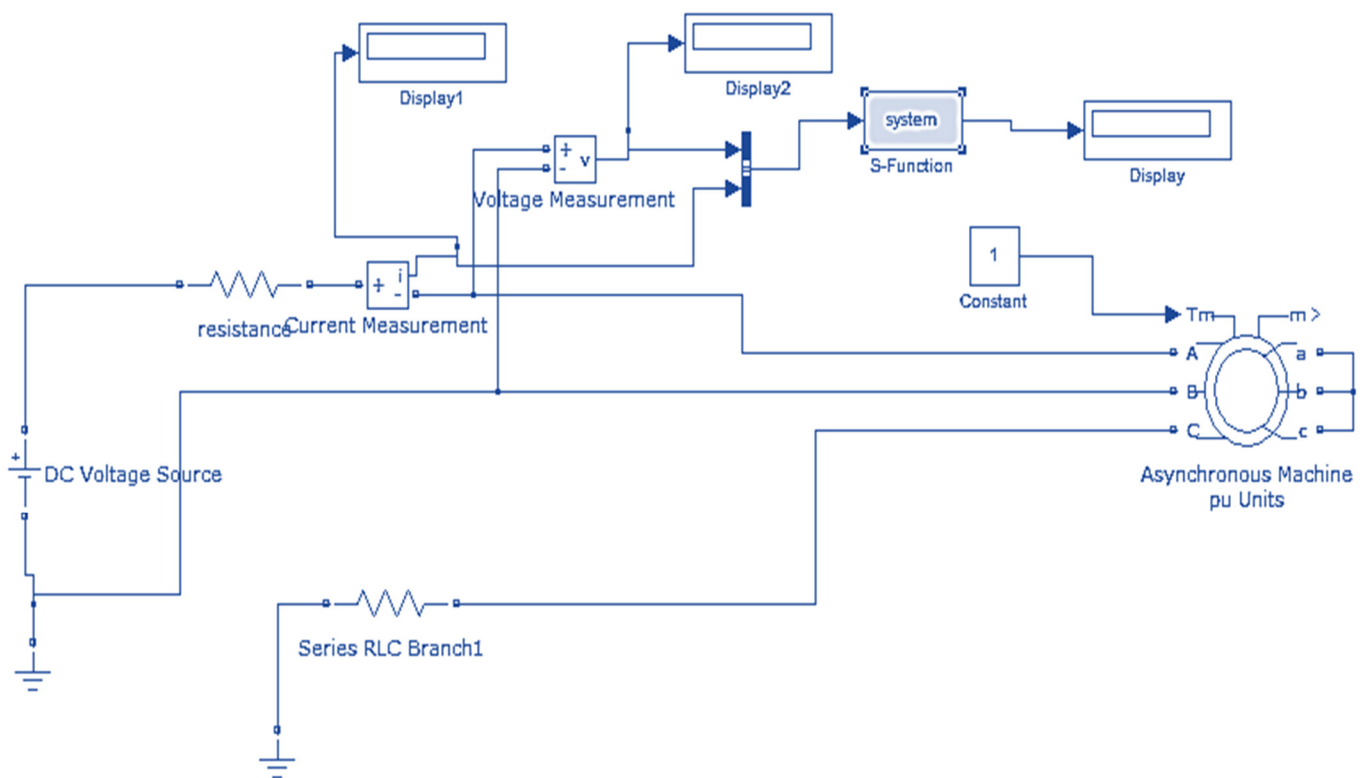 Display1
Display2
system
S-Function
Display
+
-
v
Voltage Measurement
1
Constant
i
+
-
resistance
Current Measurement
Tm
m
A
a
B
b
C
c
+
DC Voltage Source
Asynchronous Machine
pu Units
Series RLC Branch1